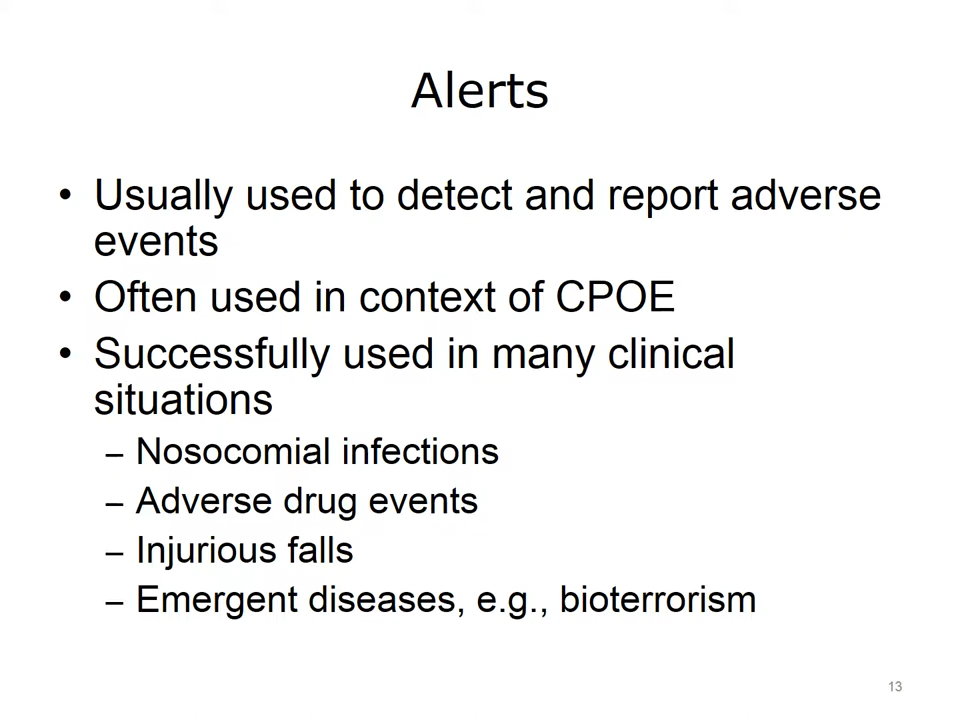 Alerts
• Usually used to detect and report adverse
events
• Often used in context of CPOE
• Successfully used in many clinical
situations
– Nosocomial infections
– Adverse drug events
– Injurious falls
– Emergent diseases, e.g., bioterrorism
13